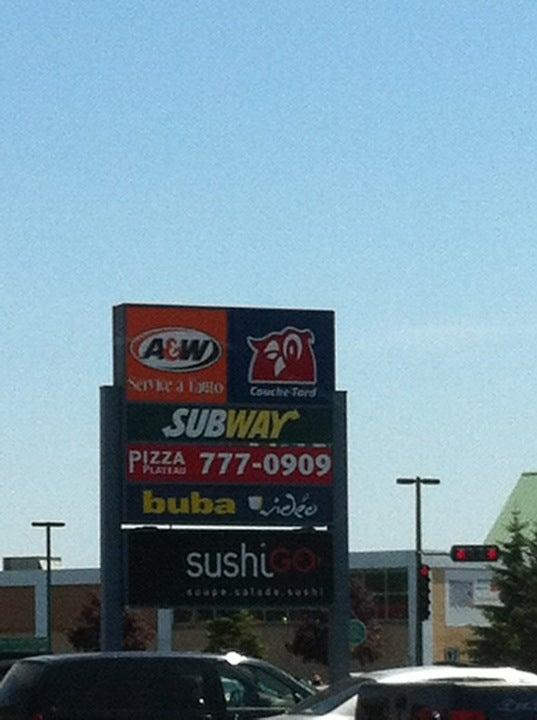 A&W
Service à l'auto
Couche-Tard
SUBWAY
PIZZA PLATEAU 777-0909
buba vidéo
sushiGO
soupe.salade.sushi